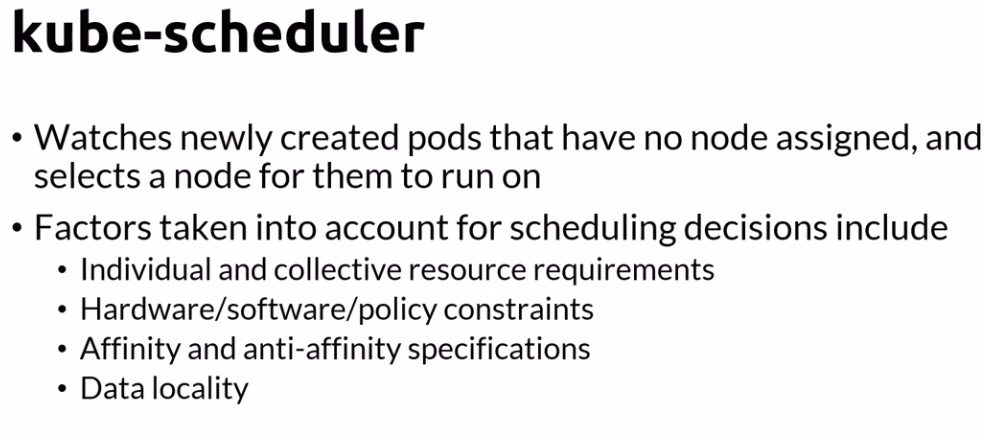 kube-scheduler
• Watches newly created pods that have no node assigned, and
selects a node for them to run on
• Factors taken into account for scheduling decisions include
• Individual and collective resource requirements
• Hardware/software/policy constraints
• Affinity and anti-affinity specifications
• Data locality